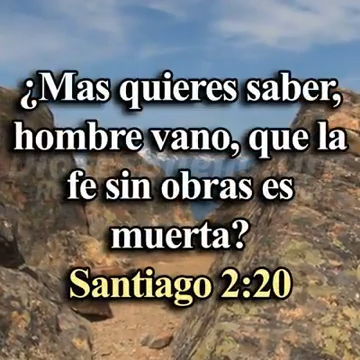 ¿Mas quieres saber,
hombre vano, que la
fe sin obras es
muerta?
Santiago 2:20